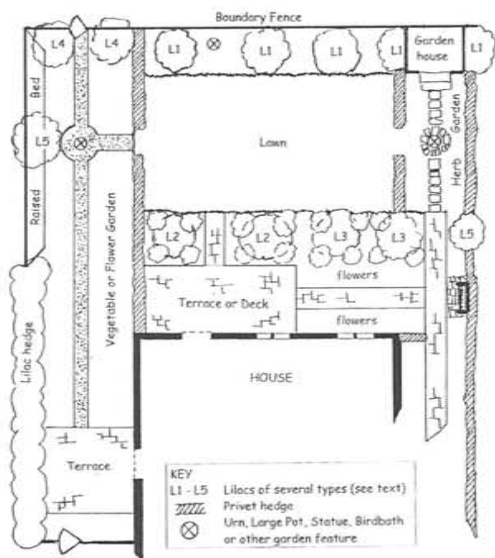 Boundary Fence
L4
L4
L1
L1
L1
L1
Garden
house
L1
Bed
Raised
L5
Lawn
Garden
Herb
Vegetable or Flower Garden
L2
L2
L3
L3
L5
flowers
Terrace or Deck
flowers
Lilac hedge
HOUSE
Terrace
KEY
L1 - L5 Lilacs of several types (see text)
Privet hedge
Urn, Large Pot, Statue, Birdbath
or other garden feature